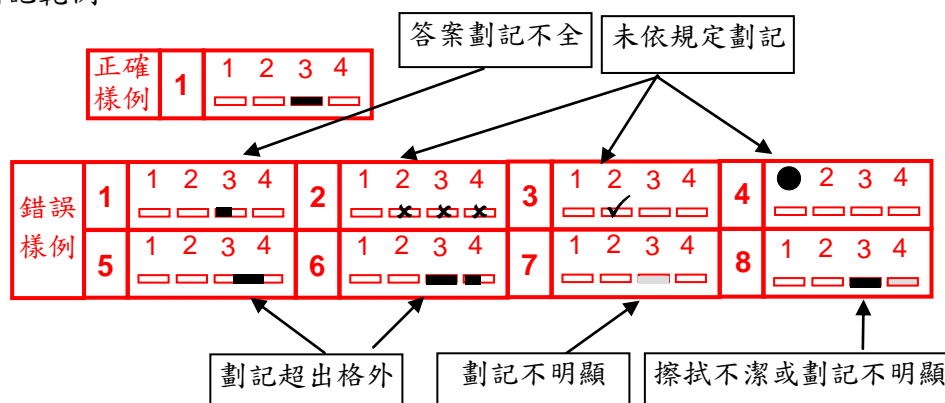 記範例
答案劃記不全
未依規定劃記
正確
樣例
1
1 2 3 4
錯誤
樣例
1
1 2 3 4
2
1 2 3 4
3
1 2 3 4
4
2 3 4
5
1 2 3 4
6
1 2 3 4
7
1 2 3 4
8
1 2 3 4
劃記超出格外
劃記不明顯
擦拭不潔或劃記不明顯